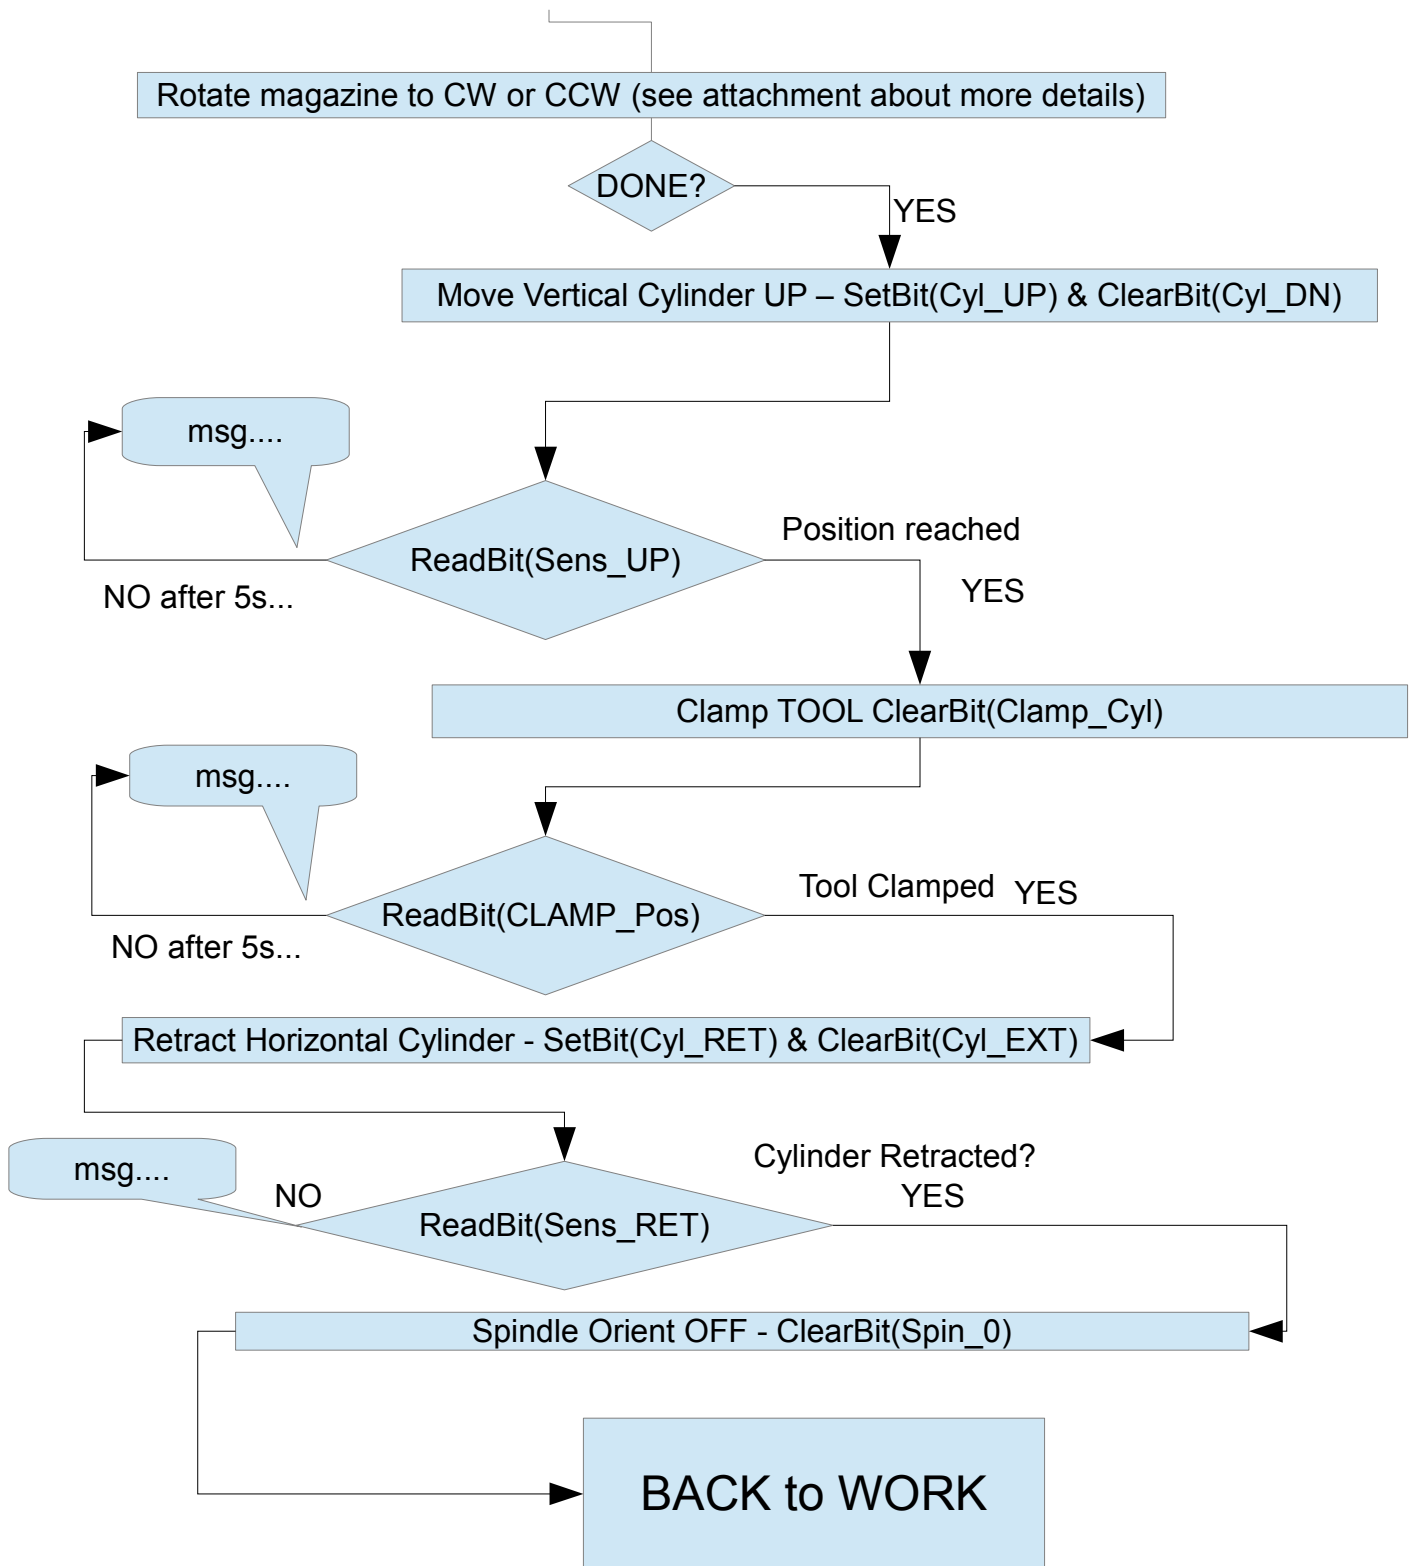 Rotate magazine to CW or CCW (see attachment about more details)
DONE?
YES
Move Vertical Cylinder UP – SetBit(Cyl_UP) & ClearBit(Cyl_DN)
msg....
Position reached
ReadBit(Sens_UP)
YES
NO after 5s...
Clamp TOOL ClearBit(Clamp_Cyl)
msg....
Tool Clamped YES
ReadBit(CLAMP_Pos)
NO after 5s...
Retract Horizontal Cylinder - SetBit(Cyl_RET) & ClearBit(Cyl_EXT)
Cylinder Retracted?
msg....
NO
YES
ReadBit(Sens_RET)
Spindle Orient OFF - ClearBit(Spin_0)
BACK to WORK